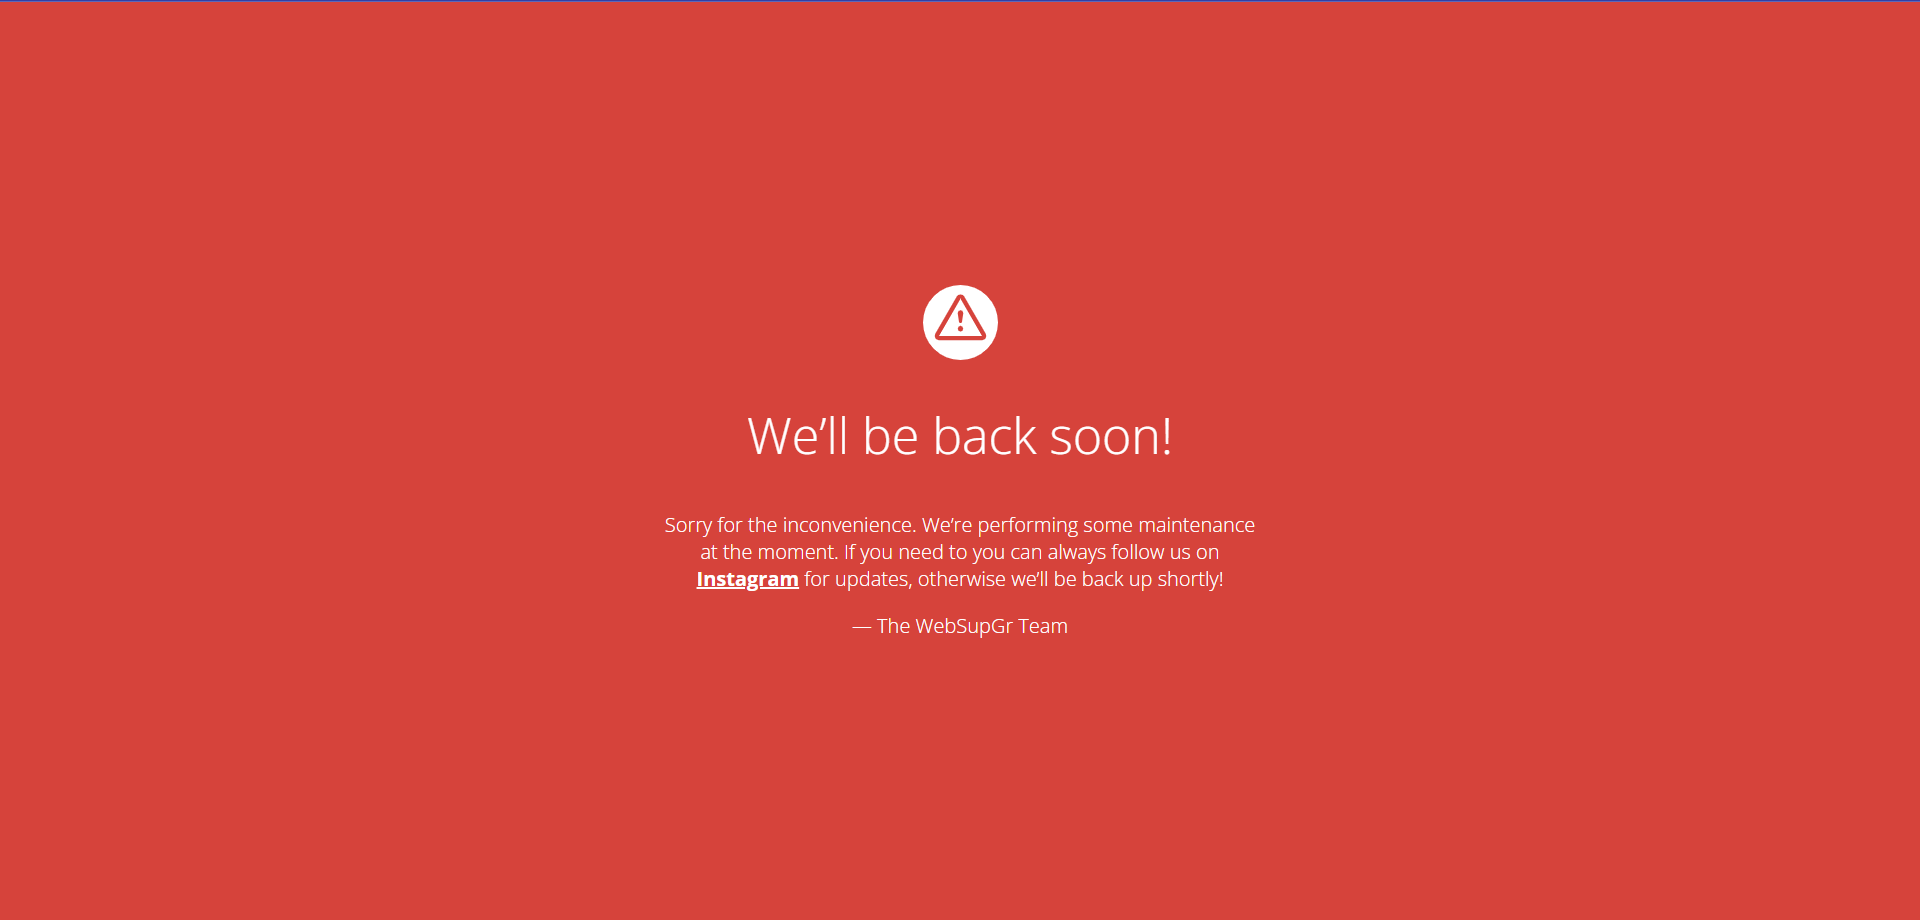 We’ll be back soon!
Sorry for the inconvenience. We’re performing some maintenance
at the moment. If you need to you can always follow us on
Instagram for updates, otherwise we’ll be back up shortly!
— The WebSupGr Team